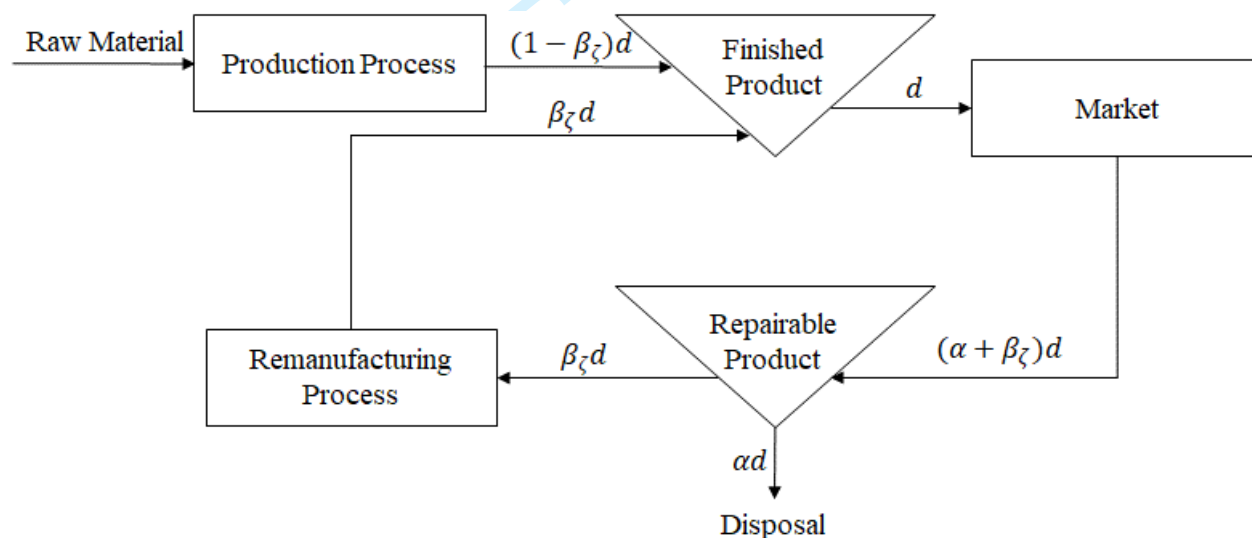 Raw Material
Production Process
(1 − β_ζ)d
Finished
Product
d
Market
β_ζd
Repairable
Product
(α + β_ζ)d
β_ζd
Remanufacturing
Process
αd
Disposal